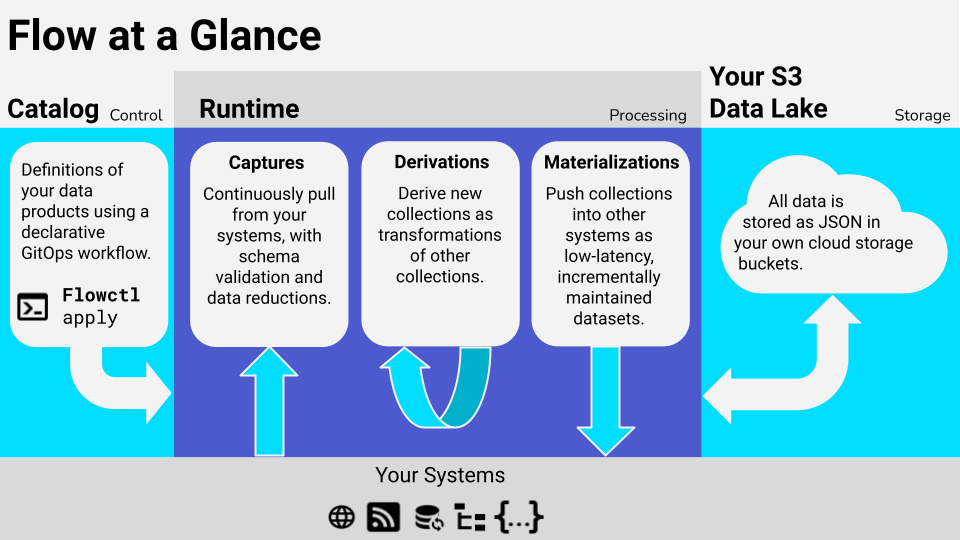 Flow at a Glance
Catalog
Control
Runtime
Processing
Your S3
Data Lake
Storage
Definitions of
your data
products using a
declarative
GitOps workflow.
Flowctl
apply
Captures
Continuously pull
from your
systems, with
schema
validation and
data reductions.
Derivations
Derive new
collections as
transformations
of other
collections.
Materializations
Push collections
into other
systems as
low-latency,
incrementally
maintained
datasets.
All data is
stored as JSON in
your own cloud storage
buckets.
Your Systems
{...}